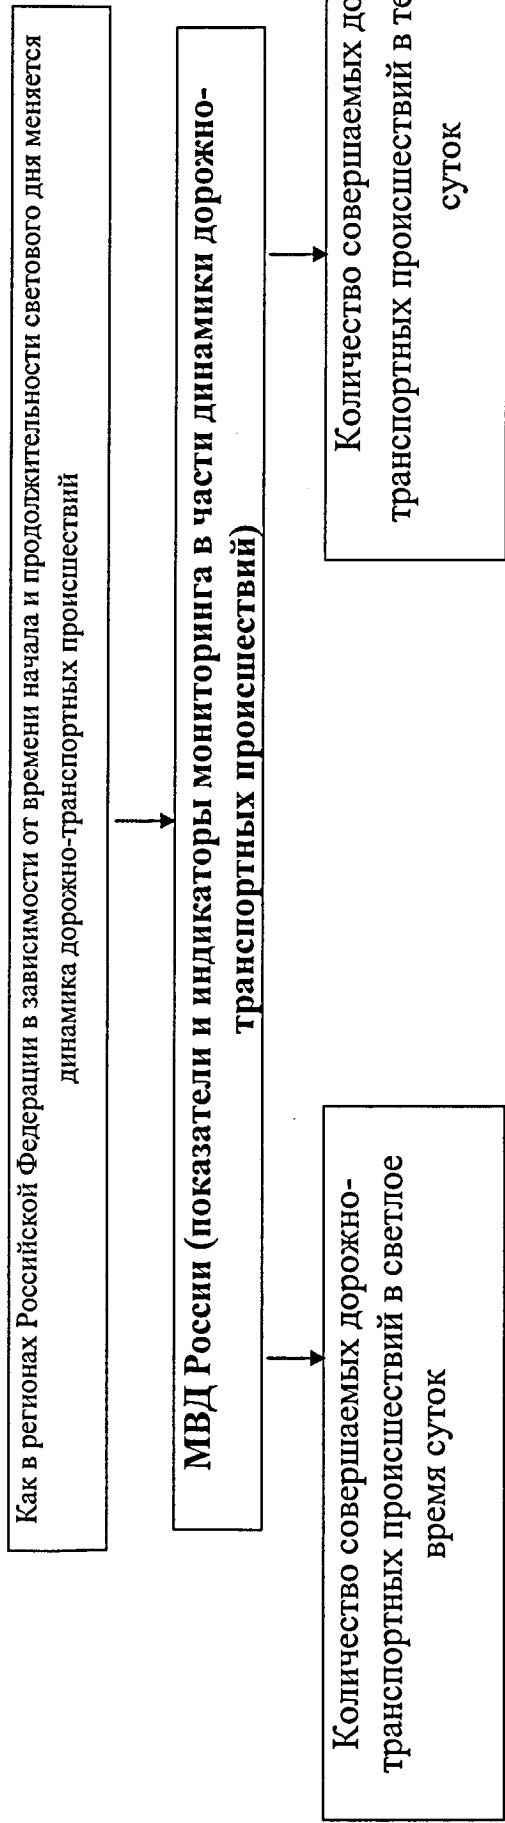 Как в регионах Российской Федерации в зависимости от времени начала и продолжительности светового дня меняется
динамика дорожно-транспортных происшествий
МВД России (показатели и индикаторы мониторинга в части динамики дорожно-
транспортных происшествий)
Количество совершаемых дорожно-
транспортных происшествий в светлое
время суток
Количество совершаемых
транспортных происшествий в
суток